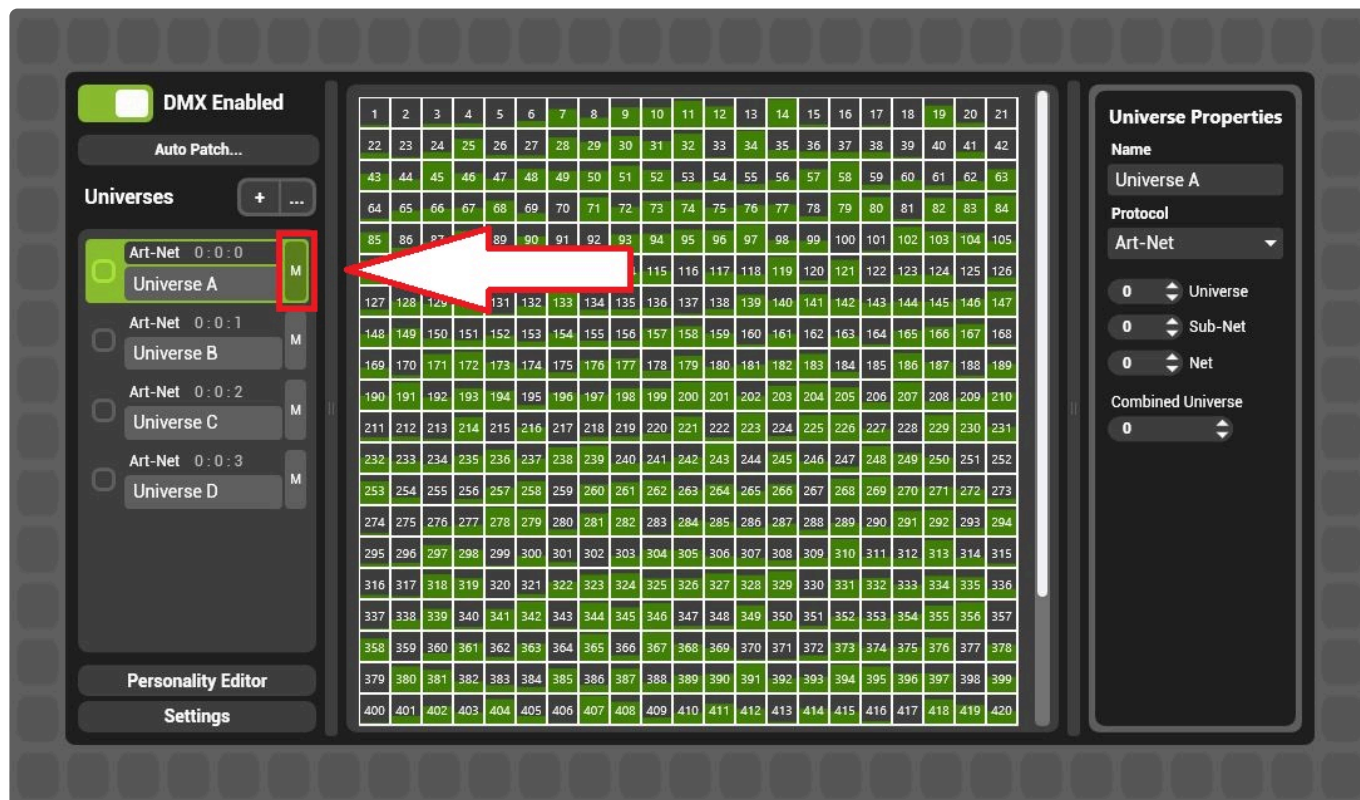 DMX Enabled
Auto Patch...
Universes + ...
Art-Net 0:0:0
Universe A
M
Art-Net 0:0:1
Universe B
M
Art-Net 0:0:2
Universe C
M
Art-Net 0:0:3
Universe D
M
Personality Editor
Settings
1 2 3 4 5 6 7 8 9 10 11 12 13 14 15 16 17 18 19 20 21
22 23 24 25 26 27 28 29 30 31 32 33 34 35 36 37 38 39 40 41 42
43 44 45 46 47 48 49 50 51 52 53 54 55 56 57 58 59 60 61 62 63
64 65 66 67 68 69 70 71 72 73 74 75 76 77 78 79 80 81 82 83 84
85 86 87 89 90 91 92 93 94 95 96 97 98 99 100 101 102 103 104 105
115 116 117 118 119 120 121 122 123 124 125 126
127 128 129 131 132 133 134 135 136 137 138 139 140 141 142 143 144 145 146 147
148 149 150 151 152 153 154 155 156 157 158 159 160 161 162 163 164 165 166 167 168
169 170 171 172 173 174 175 176 177 178 179 180 181 182 183 184 185 186 187 188 189
190 191 192 193 194 195 196 197 198 199 200 201 202 203 204 205 206 207 208 209 210
211 212 213 214 215 216 217 218 219 220 221 222 223 224 225 226 227 228 229 230 231
232 233 234 235 236 237 238 239 240 241 242 243 244 245 246 247 248 249 250 251 252
253 254 255 256 257 258 259 260 261 262 263 264 265 266 267 268 269 270 271 272 273
274 275 276 277 278 279 280 281 282 283 284 285 286 287 288 289 290 291 292 293 294
295 296 297 298 299 300 301 302 303 304 305 306 307 308 309 310 311 312 313 314 315
316 317 318 319 320 321 322 323 324 325 326 327 328 329 330 331 332 333 334 335 336
337 338 339 340 341 342 343 344 345 346 347 348 349 350 351 352 353 354 355 356 357
358 359 360 361 362 363 364 365 366 367 368 369 370 371 372 373 374 375 376 377 378
379 380 381 382 383 384 385 386 387 388 389 390 391 392 393 394 395 396 397 398 399
400 401 402 403 404 405 406 407 408 409 410 411 412 413 414 415 416 417 418 419 420
Universe Properties
Name
Universe A
Protocol
Art-Net
0 Universe
0 Sub-Net
0 Net
Combined Universe
0